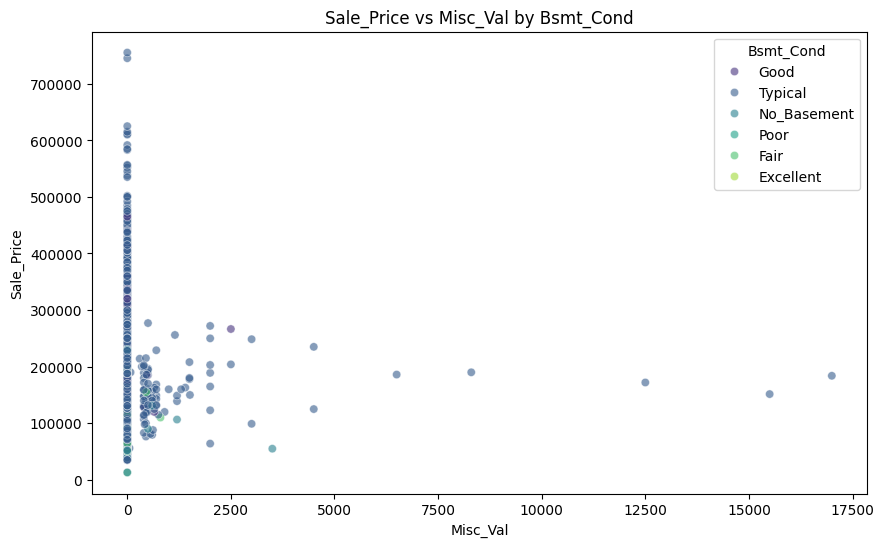 Sale_Price vs Misc_Val by Bsmt_Cond
Bsmt_Cond
Good
Typical
No_Basement
Poor
Fair
Excellent
Sale_Price
700000
600000
500000
400000
300000
200000
100000
0
0 2500 5000 7500 10000 12500 15000 17500
Misc_Val